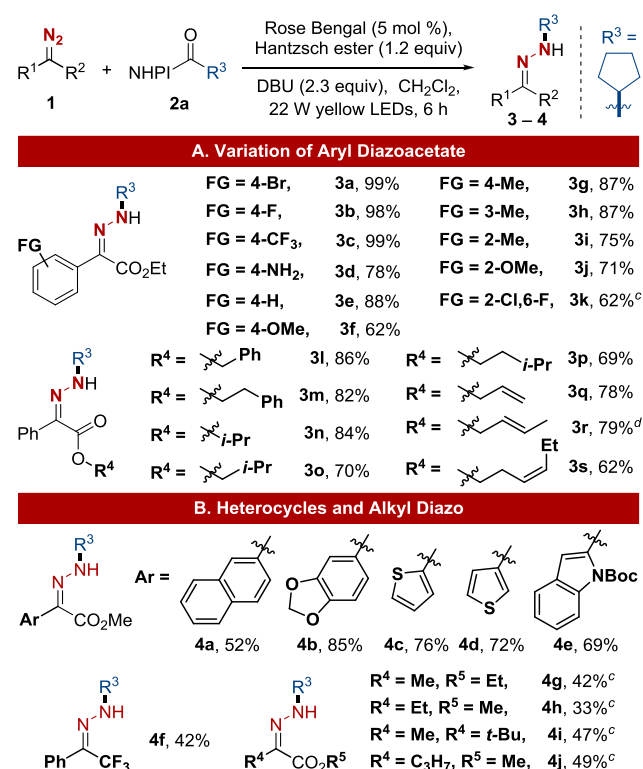 N₂
R¹ R²
1
+
O
NHPI R³
2a
Rose Bengal (5 mol %),
Hantzsch ester (1.2 equiv)
DBU (2.3 equiv), CH₂Cl₂,
22 W yellow LEDs, 6 h
R³
N NH
R¹ R²
3 – 4
R³ =
A. Variation of Aryl Diazoacetate
R³
N NH
FG
CO₂Et
FG = 4-Br, 3a, 99%
FG = 4-F, 3b, 98%
FG = 4-CF₃, 3c, 99%
FG = 4-NH₂, 3d, 78%
FG = 4-H, 3e, 88%
FG = 4-OMe, 3f, 62%
FG = 4-Me, 3g, 87%
FG = 3-Me, 3h, 87%
FG = 2-Me, 3i, 75%
FG = 2-OMe, 3j, 71%
FG = 2-Cl,6-F, 3k, 62%ᶜ
R³
N NH
Ph O
O R⁴
R⁴ = Ph 3l, 86%
R⁴ = Ph 3m, 82%
R⁴ = i-Pr 3n, 84%
R⁴ = i-Pr 3o, 70%
R⁴ = i-Pr 3p, 69%
R⁴ = 3q, 78%
R⁴ = 3r, 79%ᵈ
Et
R⁴ = 3s, 62%
B. Heterocycles and Alkyl Diazo
R³
N NH
Ar CO₂Me
Ar =
O
O
S
S
NBoc
4a, 52% 4b, 85% 4c, 76% 4d, 72% 4e, 69%
R³
N NH
Ph CF₃
4f, 42%
R³
N NH
R⁴ CO₂R⁵
R⁴ = Me, R⁵ = Et, 4g, 42%ᶜ
R⁴ = Et, R⁵ = Me, 4h, 33%ᶜ
R⁴ = Me, R⁴ = t-Bu, 4i, 47%ᶜ
R⁴ = C₃H₇, R⁵ = Me, 4j, 49%ᶜ